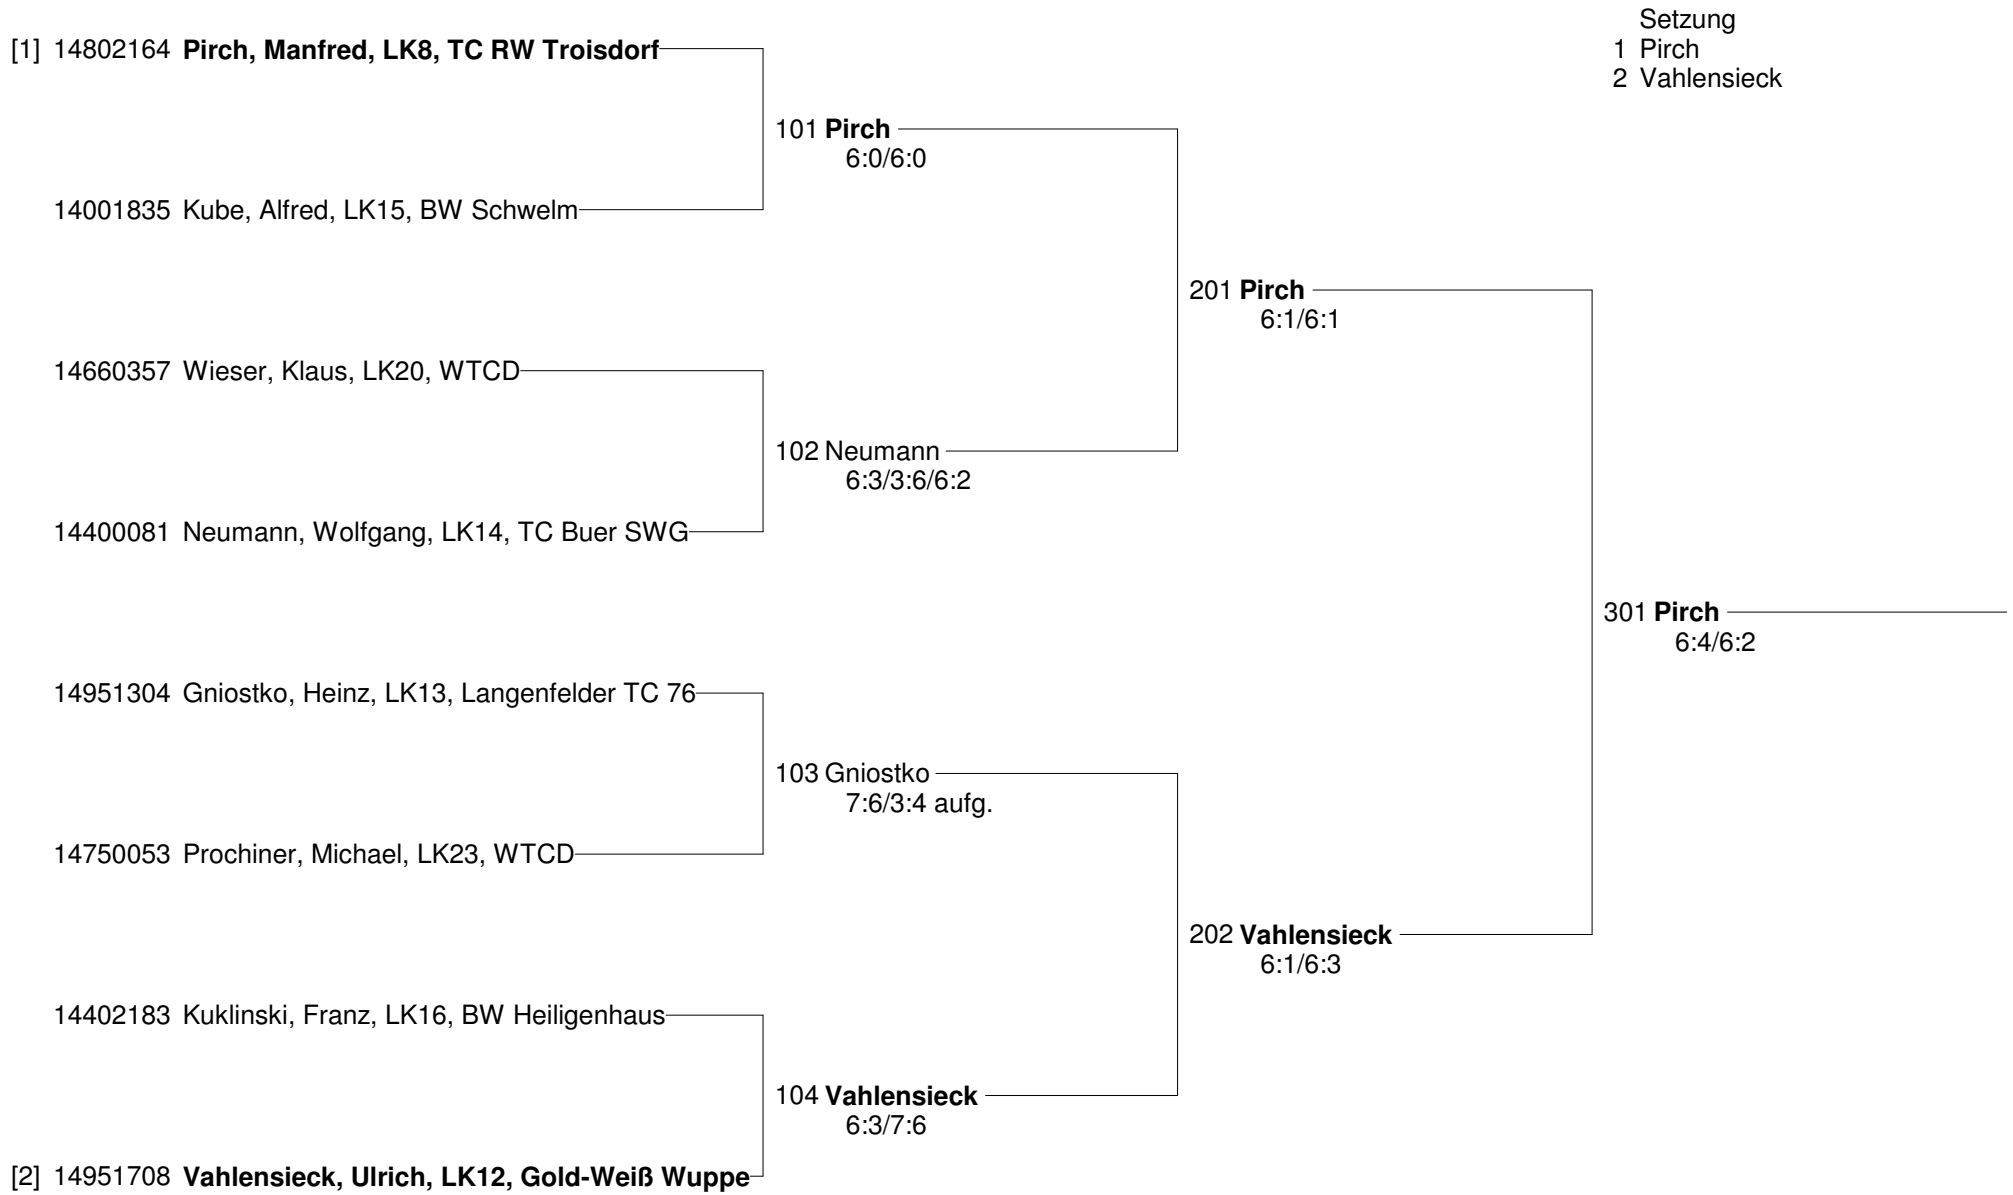 Setzung
1 Pirch
2 Vahlensieck
[1] 14802164 Pirch, Manfred, LK8, TC RW Troisdorf
101 Pirch
6:0/6:0
14001835 Kube, Alfred, LK15, BW Schwelm
201 Pirch
6:1/6:1
14660357 Wieser, Klaus, LK20, WTCD
102 Neumann
6:3/3:6/6:2
14400081 Neumann, Wolfgang, LK14, TC Buer SWG
301 Pirch
6:4/6:2
14951304 Gniostko, Heinz, LK13, Langenfelder TC 76
103 Gniostko
7:6/3:4 aufg.
14750053 Prochiner, Michael, LK23, WTCD
202 Vahlensieck
6:1/6:3
14402183 Kuklinski, Franz, LK16, BW Heiligenhaus
104 Vahlensieck
6:3/7:6
[2] 14951708 Vahlensieck, Ulrich, LK12, Gold-Weiß Wuppe